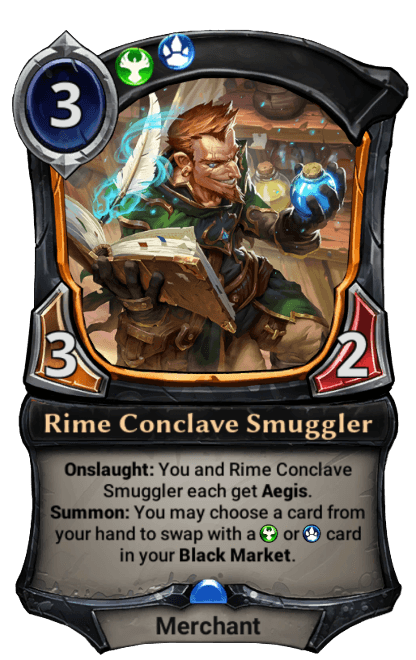 3
3
2
Rime Conclave Smuggler
Onslaught: You and Rime Conclave
Smuggler each get Aegis.
Summon: You may choose a card from
your hand to swap with a or card
in your Black Market.
Merchant